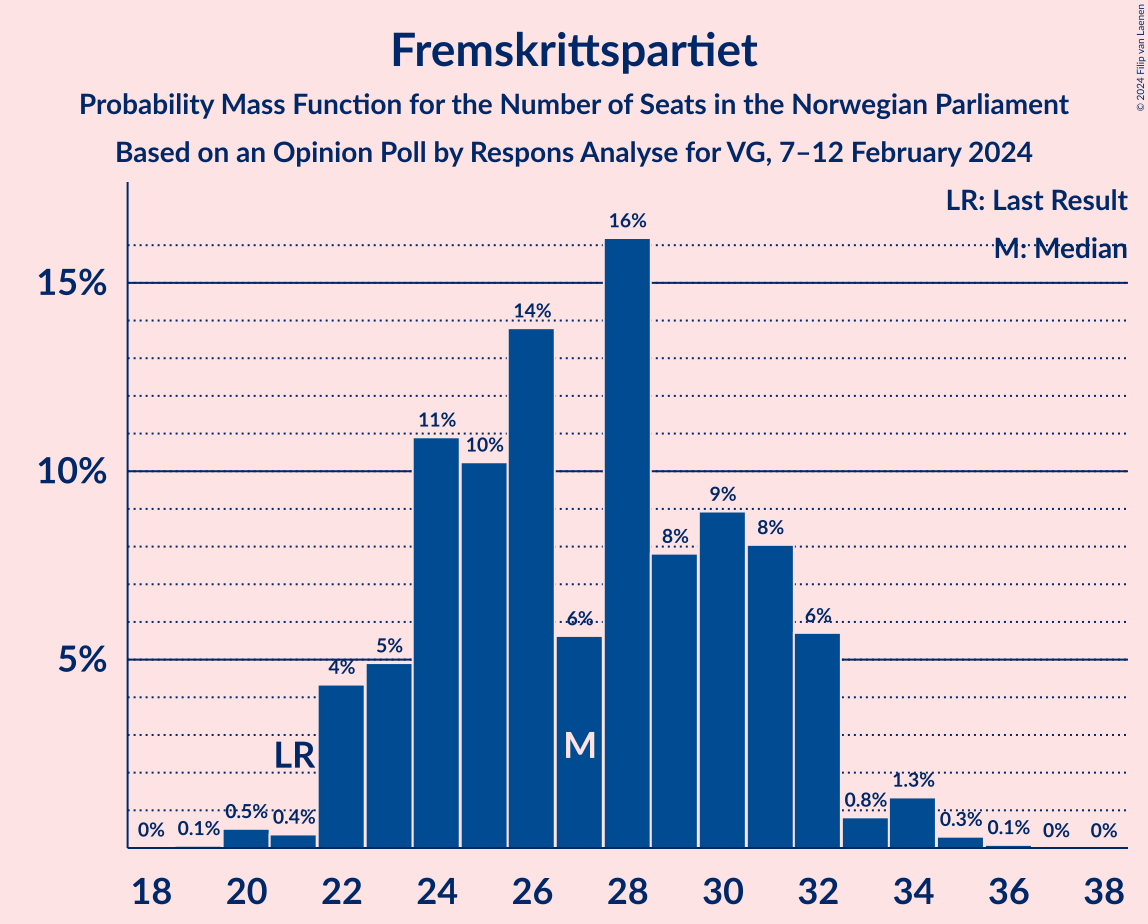 Fremskrittspartiet
Probability Mass Function for the Number of Seats in the Norwegian Parliament
Based on an Opinion Poll by Respons Analyse for VG, 7–12 February 2024
© 2024 Filip van Laenen
LR: Last Result
M: Median
15%
10%
5%
0%
0.1%
0.5%
0.4%
4%
5%
11%
10%
14%
6%
16%
8%
9%
8%
6%
0.8%
1.3%
0.3%
0.1%
0%
0%
LR
M
18 20 22 24 26 28 30 32 34 36 38